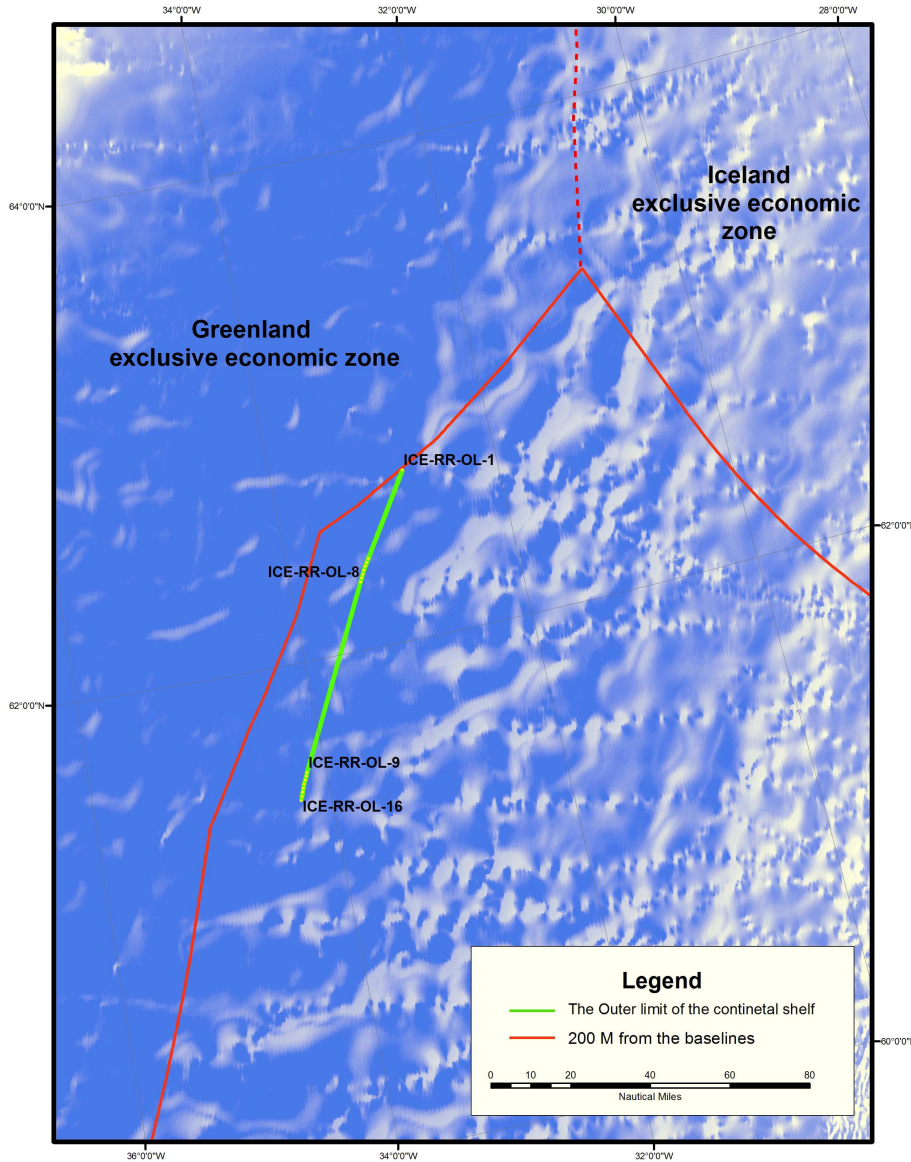 34°0'0"W
32°0'0"W
30°0'0"W
28°0'0"W
Iceland
exclusive economic
zone
64°0'0"N
Greenland
exclusive economic zone
ICE-RR-OL-1
62°0'0"N
ICE-RR-OL-8
62°0'0"N
ICE-RR-OL-9
ICE-RR-OL-16
Legend
The Outer limit of the continetal shelf
200 M from the baselines
0 10 20 40 60 80
Nautical Miles
60°0'0"N
36°0'0"W
34°0'0"W
32°0'0"W